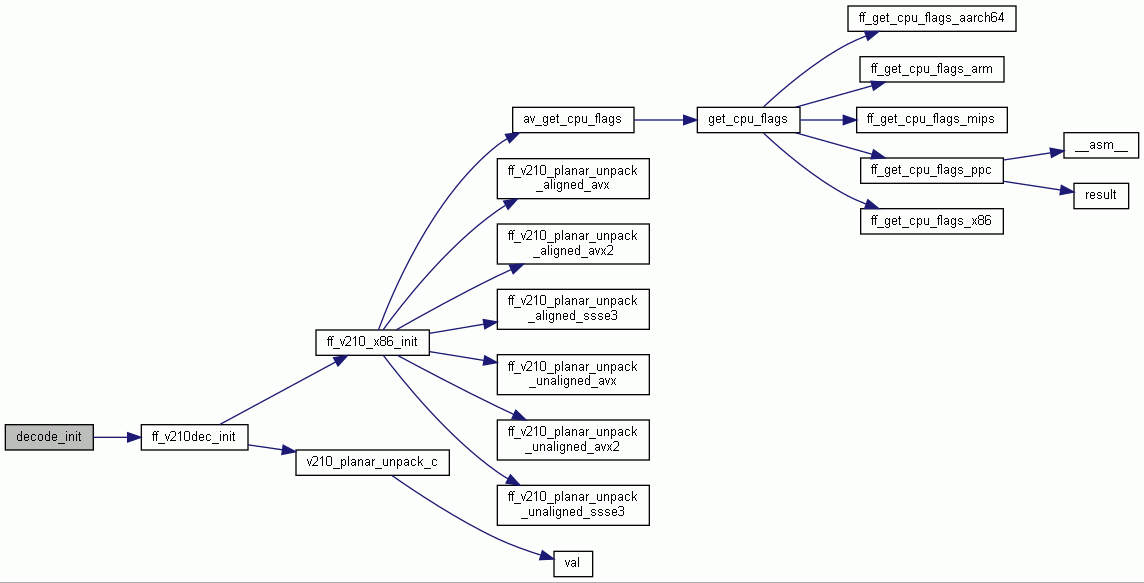 ff_get_cpu_flags_aarch64
ff_get_cpu_flags_arm
av_get_cpu_flags
get_cpu_flags
ff_get_cpu_flags_mips
__asm__
ff_v210_planar_unpack
_aligned_avx
ff_get_cpu_flags_ppc
result
ff_get_cpu_flags_x86
ff_v210_planar_unpack
_aligned_avx2
ff_v210_planar_unpack
_aligned_ssse3
ff_v210_x86_init
ff_v210_planar_unpack
_unaligned_avx
decode_init
ff_v210dec_init
ff_v210_planar_unpack
_unaligned_avx2
v210_planar_unpack_c
ff_v210_planar_unpack
_unaligned_ssse3
val